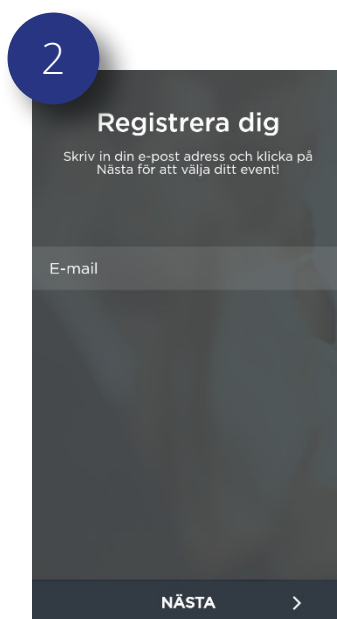 2
Registrera dig
Skriv in din e-post adress och klicka på
Nästa för att välja ditt event!
E-mail
NÄSTA